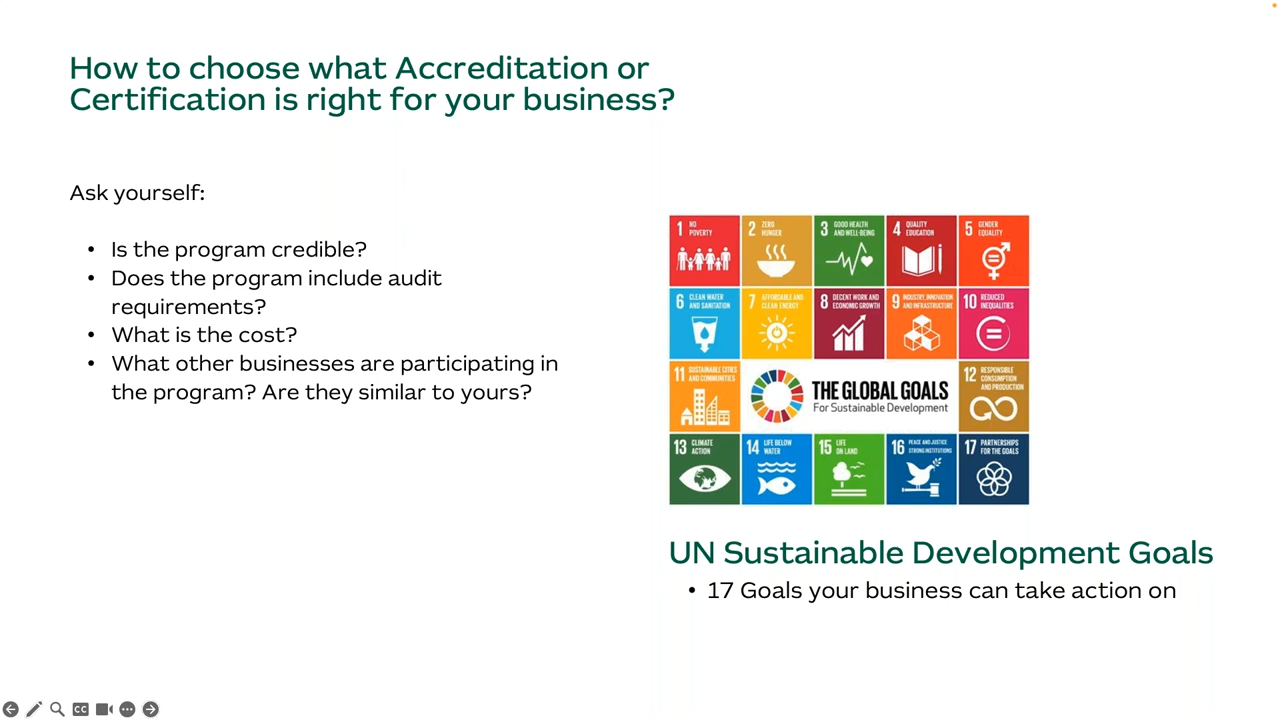 How to choose what Accreditation or
Certification is right for your business?
Ask yourself:
• Is the program credible?
• Does the program include audit
requirements?
• What is the cost?
• What other businesses are participating in
the program? Are they similar to yours?
1 NO
POVERTY
2 ZERO
HUNGER
3 GOOD HEALTH
AND WELL-BEING
4 QUALITY
EDUCATION
5 GENDER
EQUALITY
6 CLEAN WATER
AND SANITATION
7 AFFORDABLE AND
CLEAN ENERGY
8 DECENT WORK AND
ECONOMIC GROWTH
9 INDUSTRY, INNOVATION
AND INFRASTRUCTURE
10 REDUCED
INEQUALITIES
11 SUSTAINABLE CITIES
AND COMMUNITIES
THE GLOBAL GOALS
For Sustainable Development
12 RESPONSIBLE
CONSUMPTION
AND PRODUCTION
13 CLIMATE
ACTION
14 LIFE BELOW
WATER
15 LIFE
ON LAND
16 PEACE AND JUSTICE
STRONG INSTITUTIONS
17 PARTNERSHIPS
FOR THE GOALS
UN Sustainable Development Goals
• 17 Goals your business can take action on
CC